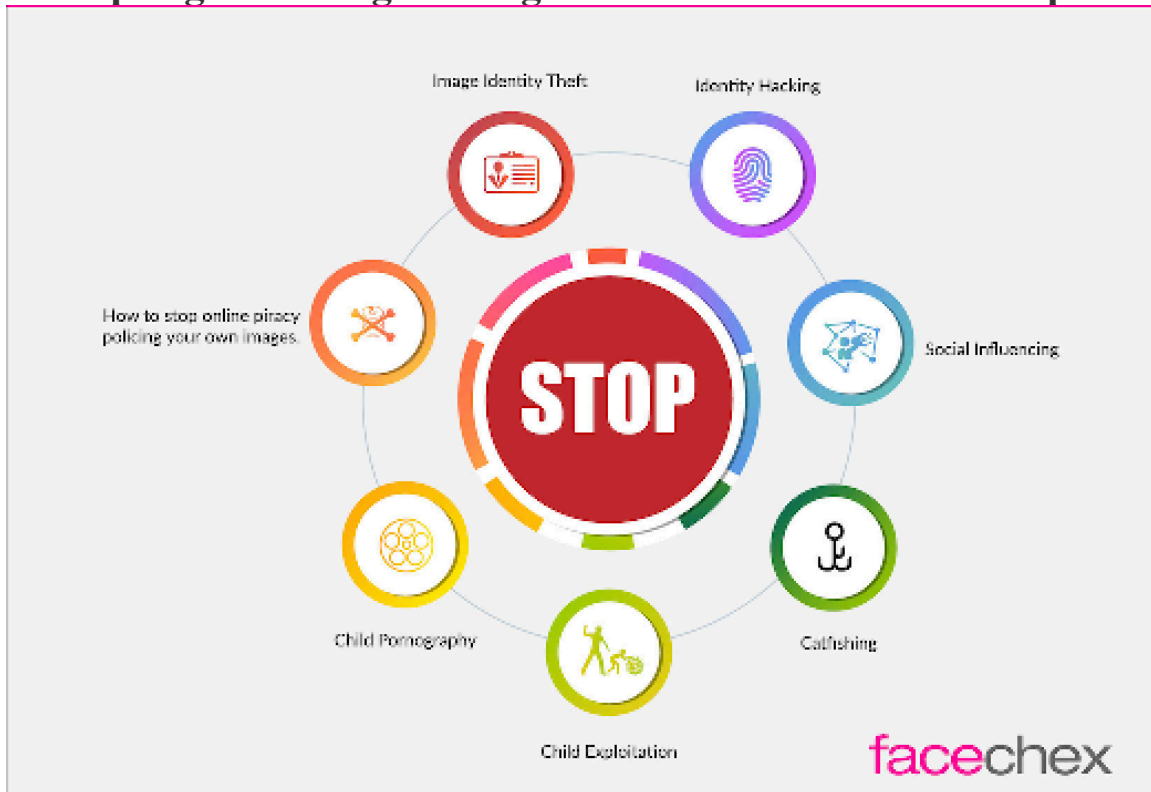 Image Identity Theft
Identity Hacking
How to stop online piracy
policing your own images.
STOP
Social Influencing
Child Pornography
Catfishing
Child Exploitation
facechex